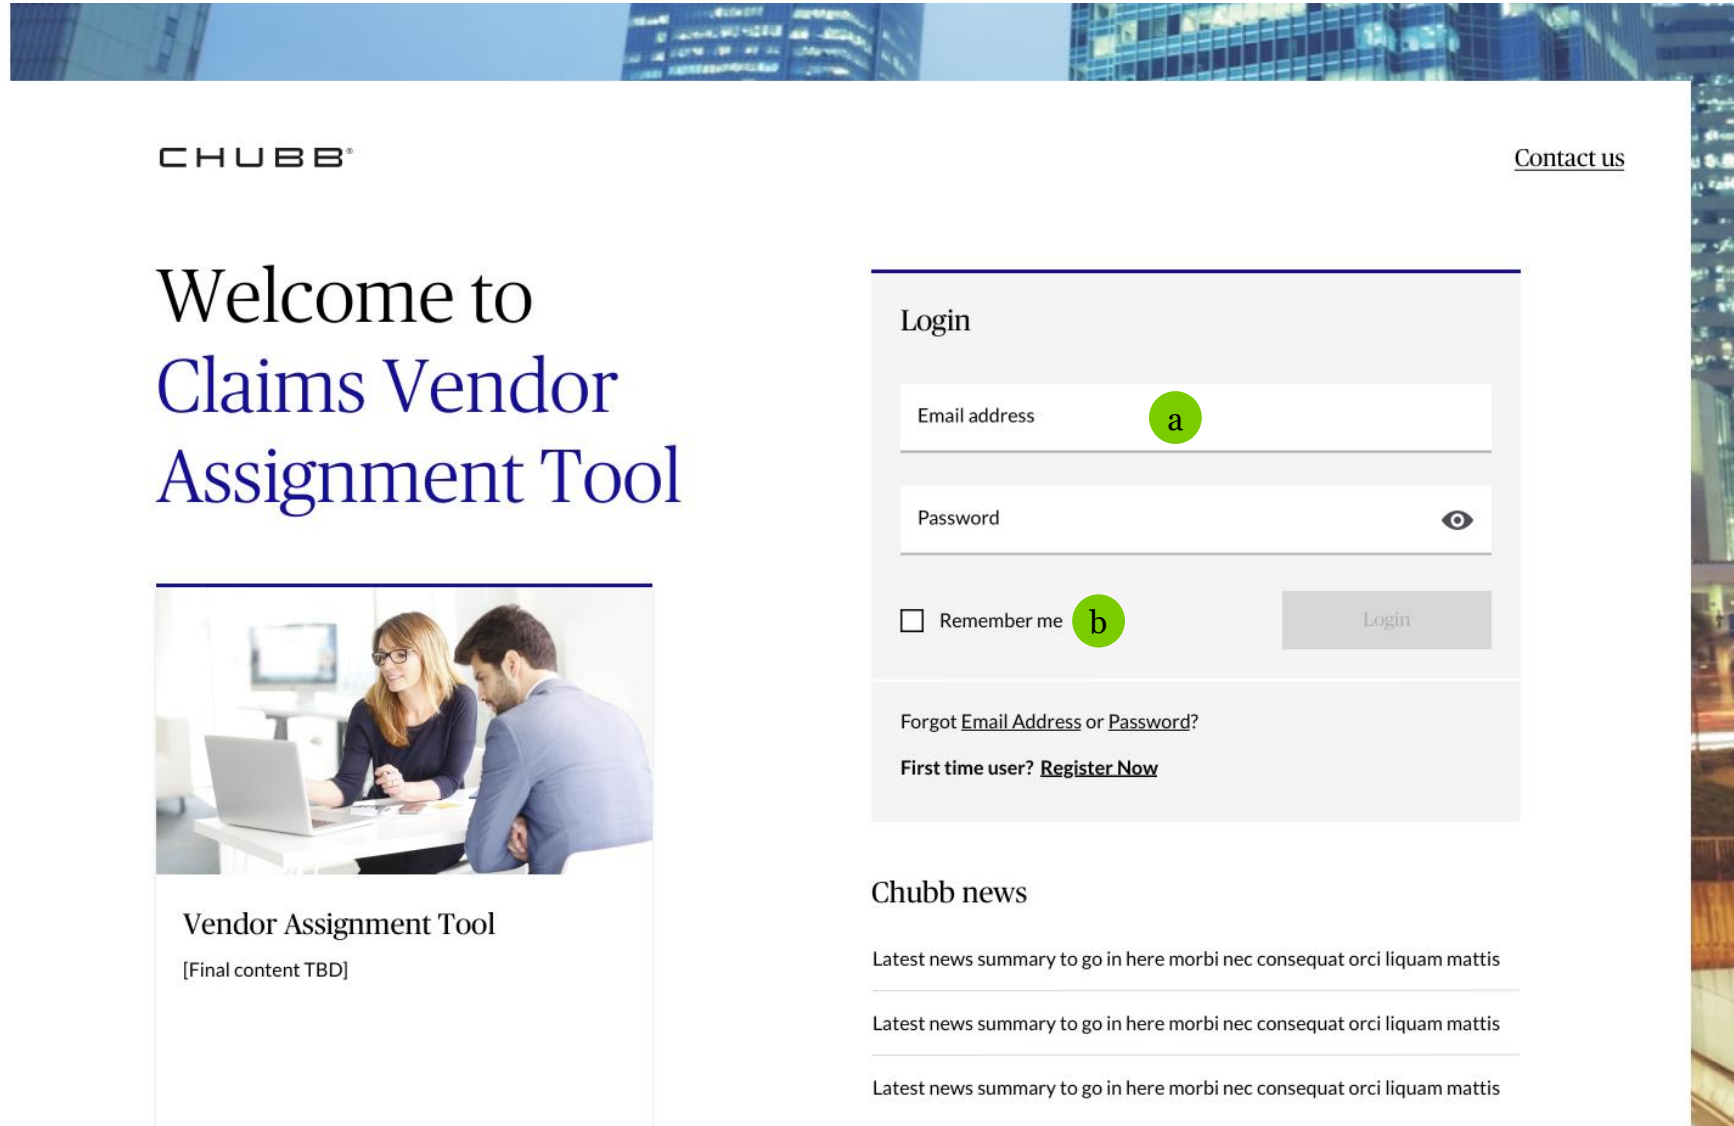 CHUBB®
Contact us
Welcome to
Claims Vendor
Assignment Tool
Login
Email address
a
Password
Remember me
b
Login
Forgot Email Address or Password?
First time user? Register Now
Vendor Assignment Tool
[Final content TBD]
Chubb news
Latest news summary to go in here morbi nec consequat orci liquam mattis
Latest news summary to go in here morbi nec consequat orci liquam mattis
Latest news summary to go in here morbi nec consequat orci liquam mattis